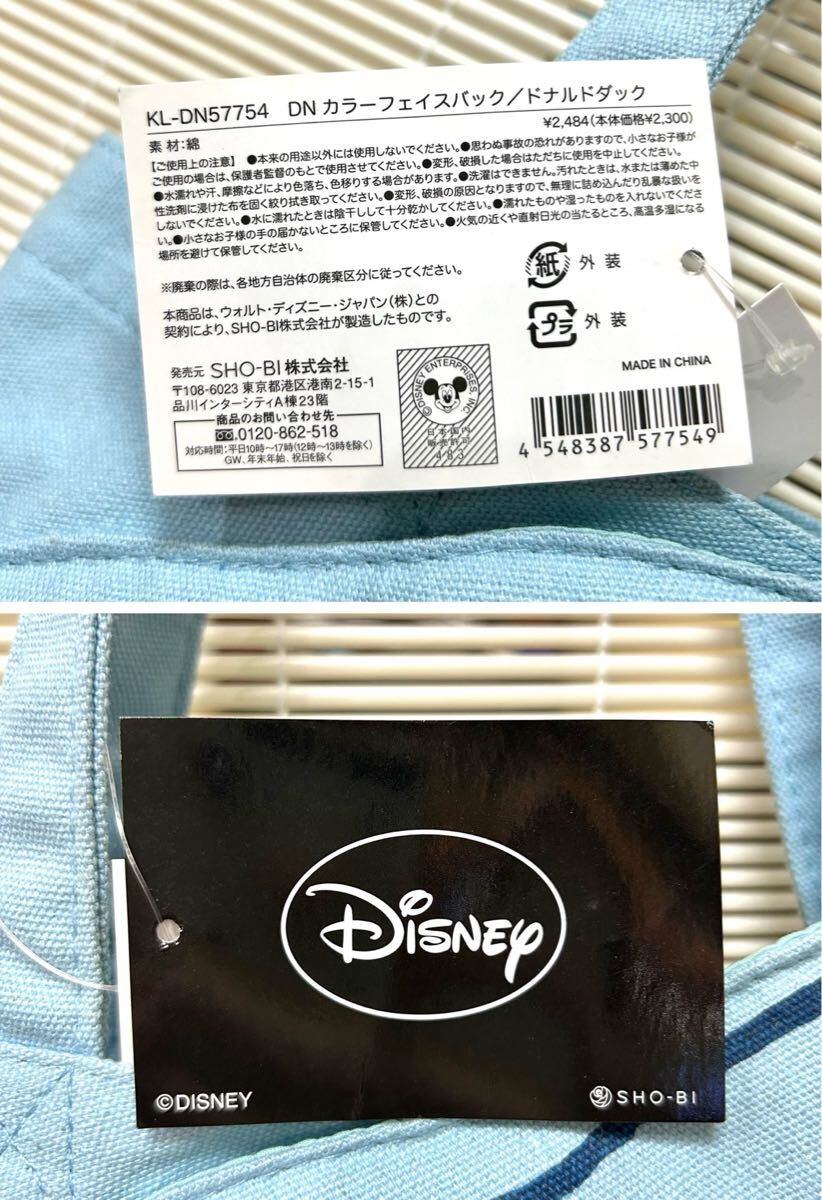 KL-DN57754 DN カラーフェイスバック／ドナルドダック
¥2,484(本体価格¥2,300)
素 材：綿
【ご使用上の注意】 ●本来の用途以外には使用しないでください。●思わぬ事故の恐れがありますので、小さなお子様が
ご使用の場合は、保護者監督のもとで使用させてください。●変形、破損した場合はただちに使用を中止してください。
●水濡れや汗、摩擦などにより色落ち、色移りする場合があります。●洗濯はできません。汚れたときは、水または薄めた中
性洗剤に浸けた布を固く絞り拭き取ってください。●変形、破損の原因となりますので、無理に詰め込んだり乱暴な扱いを
しないでください。●水に濡れたときは陰干しして十分乾かしてください。●濡れたものや湿ったものを入れないでくださ
い。●小さなお子様の手の届かないところに保管してください。●火気の近くや直射日光の当たるところ、高温多湿になる
場所を避けて保管してください。
※廃棄の際は、各地方自治体の廃棄区分に従ってください。
本商品は、ウォルト・ディズニー・ジャパン（株）との
契約により、SHO-BI株式会社が製造したものです。
紙 外 装
プラ 外 装
MADE IN CHINA
発売元 SHO-BI株式会社
〒108-6023 東京都港区港南2-15-1
品川インターシティA棟23階
商品のお問い合わせ先
0120-862-518
対応時間：平日10時～17時(12時～13時を除く)
GW、年末年始、祝日を除く
©DISNEY ENTERPRISES, INC.
日本国内
販売許可
483
4 548387 577549
Disney
©DISNEY
SHO-BI